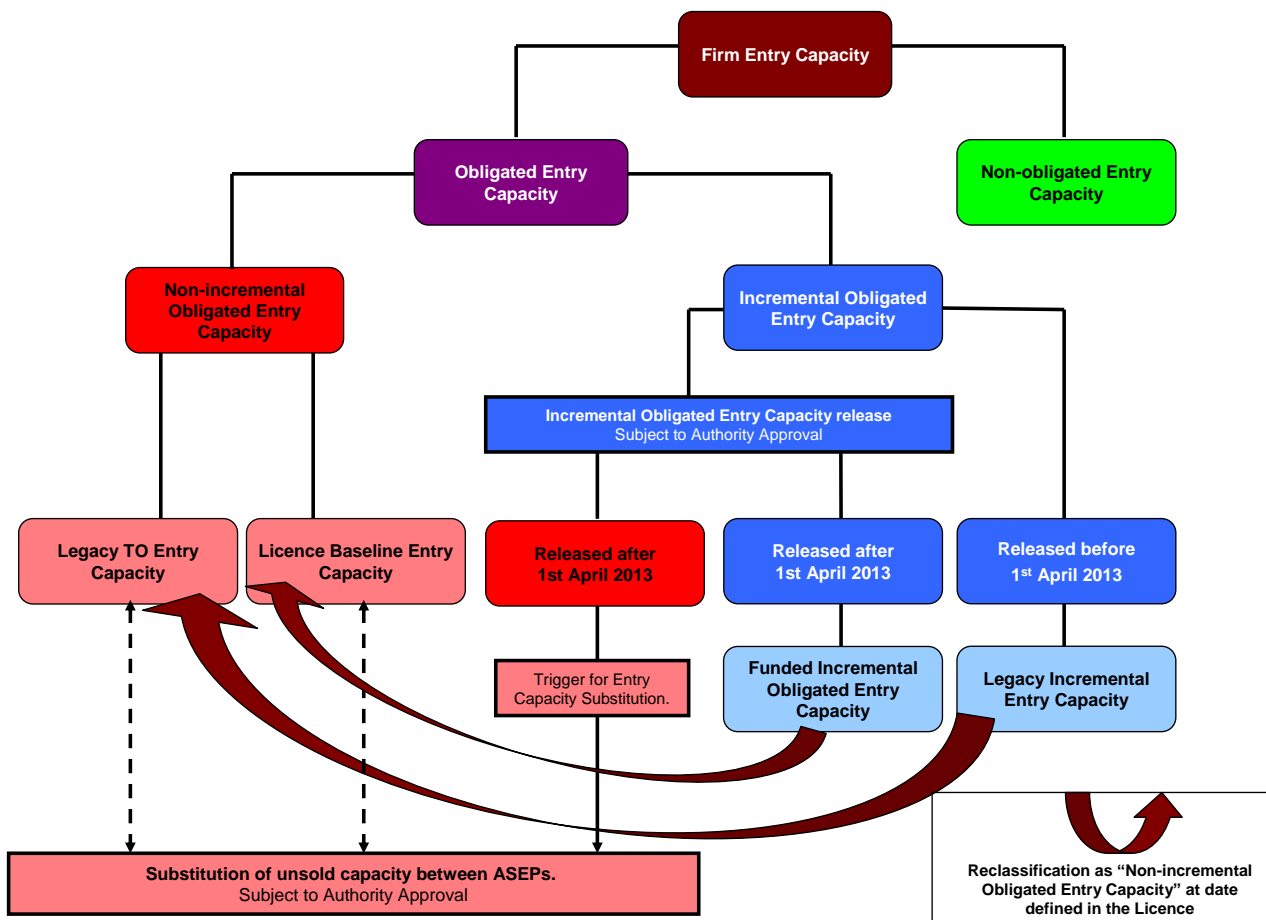 Firm Entry Capacity
Obligated Entry
Capacity
Non-obligated Entry
Capacity
Non-incremental
Obligated Entry
Capacity
Incremental Obligated
Entry Capacity
Incremental Obligated Entry Capacity release
Subject to Authority Approval
Legacy TO Entry
Capacity
Licence Baseline Entry
Capacity
Released after
1st April 2013
Released after
1st April 2013
Released before
1st April 2013
Trigger for Entry
Capacity Substitution.
Funded Incremental
Obligated Entry
Capacity
Legacy Incremental
Entry Capacity
Substitution of unsold capacity between ASEPs.
Subject to Authority Approval
Reclassification as “Non-incremental
Obligated Entry Capacity” at date
defined in the Licence